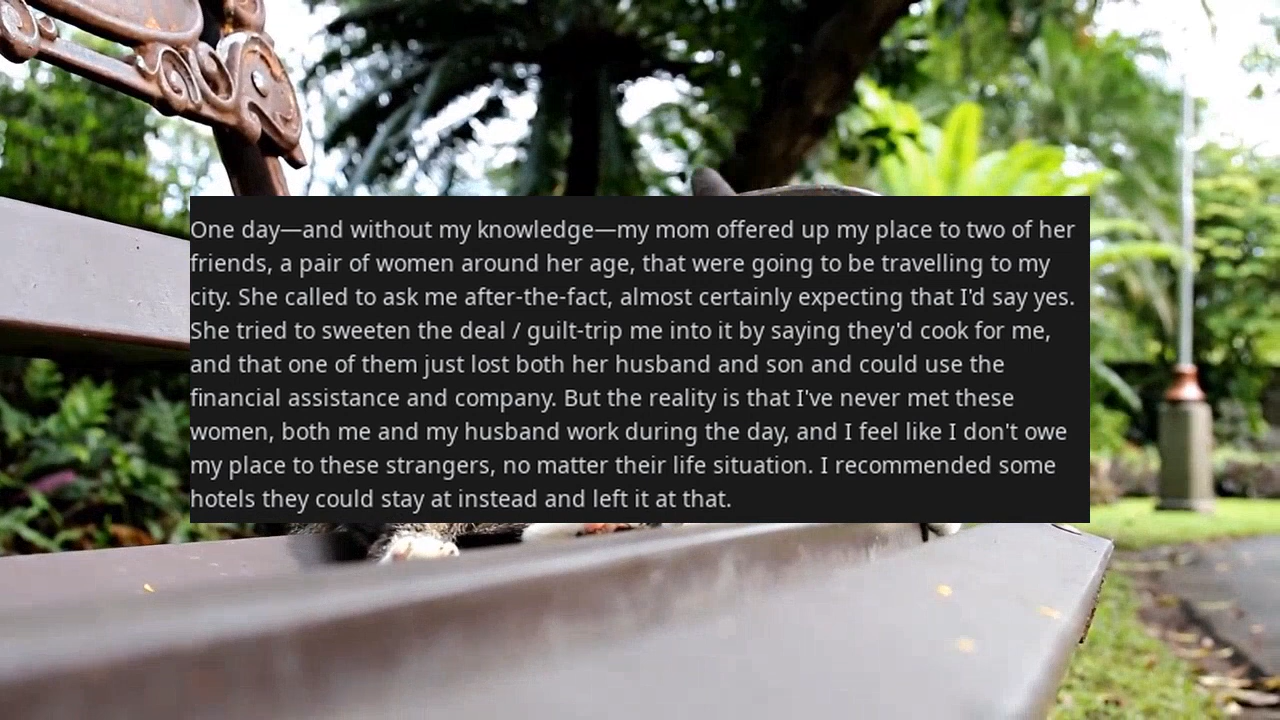 One day—and without my knowledge—my mom offered up my place to two of her
friends, a pair of women around her age, that were going to be travelling to my
city. She called to ask me after-the-fact, almost certainly expecting that I'd say yes.
She tried to sweeten the deal / guilt-trip me into it by saying they'd cook for me,
and that one of them just lost both her husband and son and could use the
financial assistance and company. But the reality is that I've never met these
women, both me and my husband work during the day, and I feel like I don't owe
my place to these strangers, no matter their life situation. I recommended some
hotels they could stay at instead and left it at that.